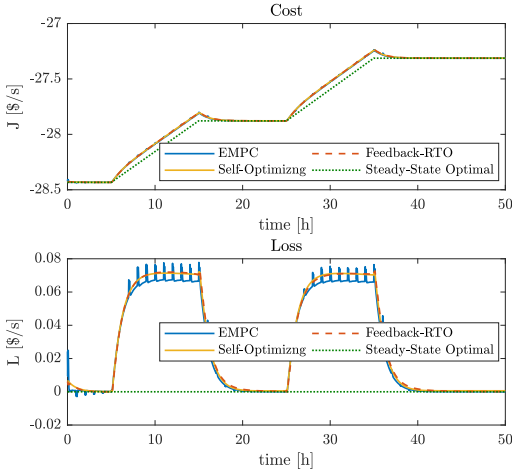 Cost
-27
-27.5
-28
-28.5
J [$/s]
EMPC
Feedback-RTO
Self-Optimizng
Steady-State Optimal
0 10 20 30 40 50
time [h]
Loss
0.08
0.06
0.04
0.02
0
-0.02
L [$/s]
EMPC
Feedback-RTO
Self-Optimizng
Steady-State Optimal
0 10 20 30 40 50
time [h]